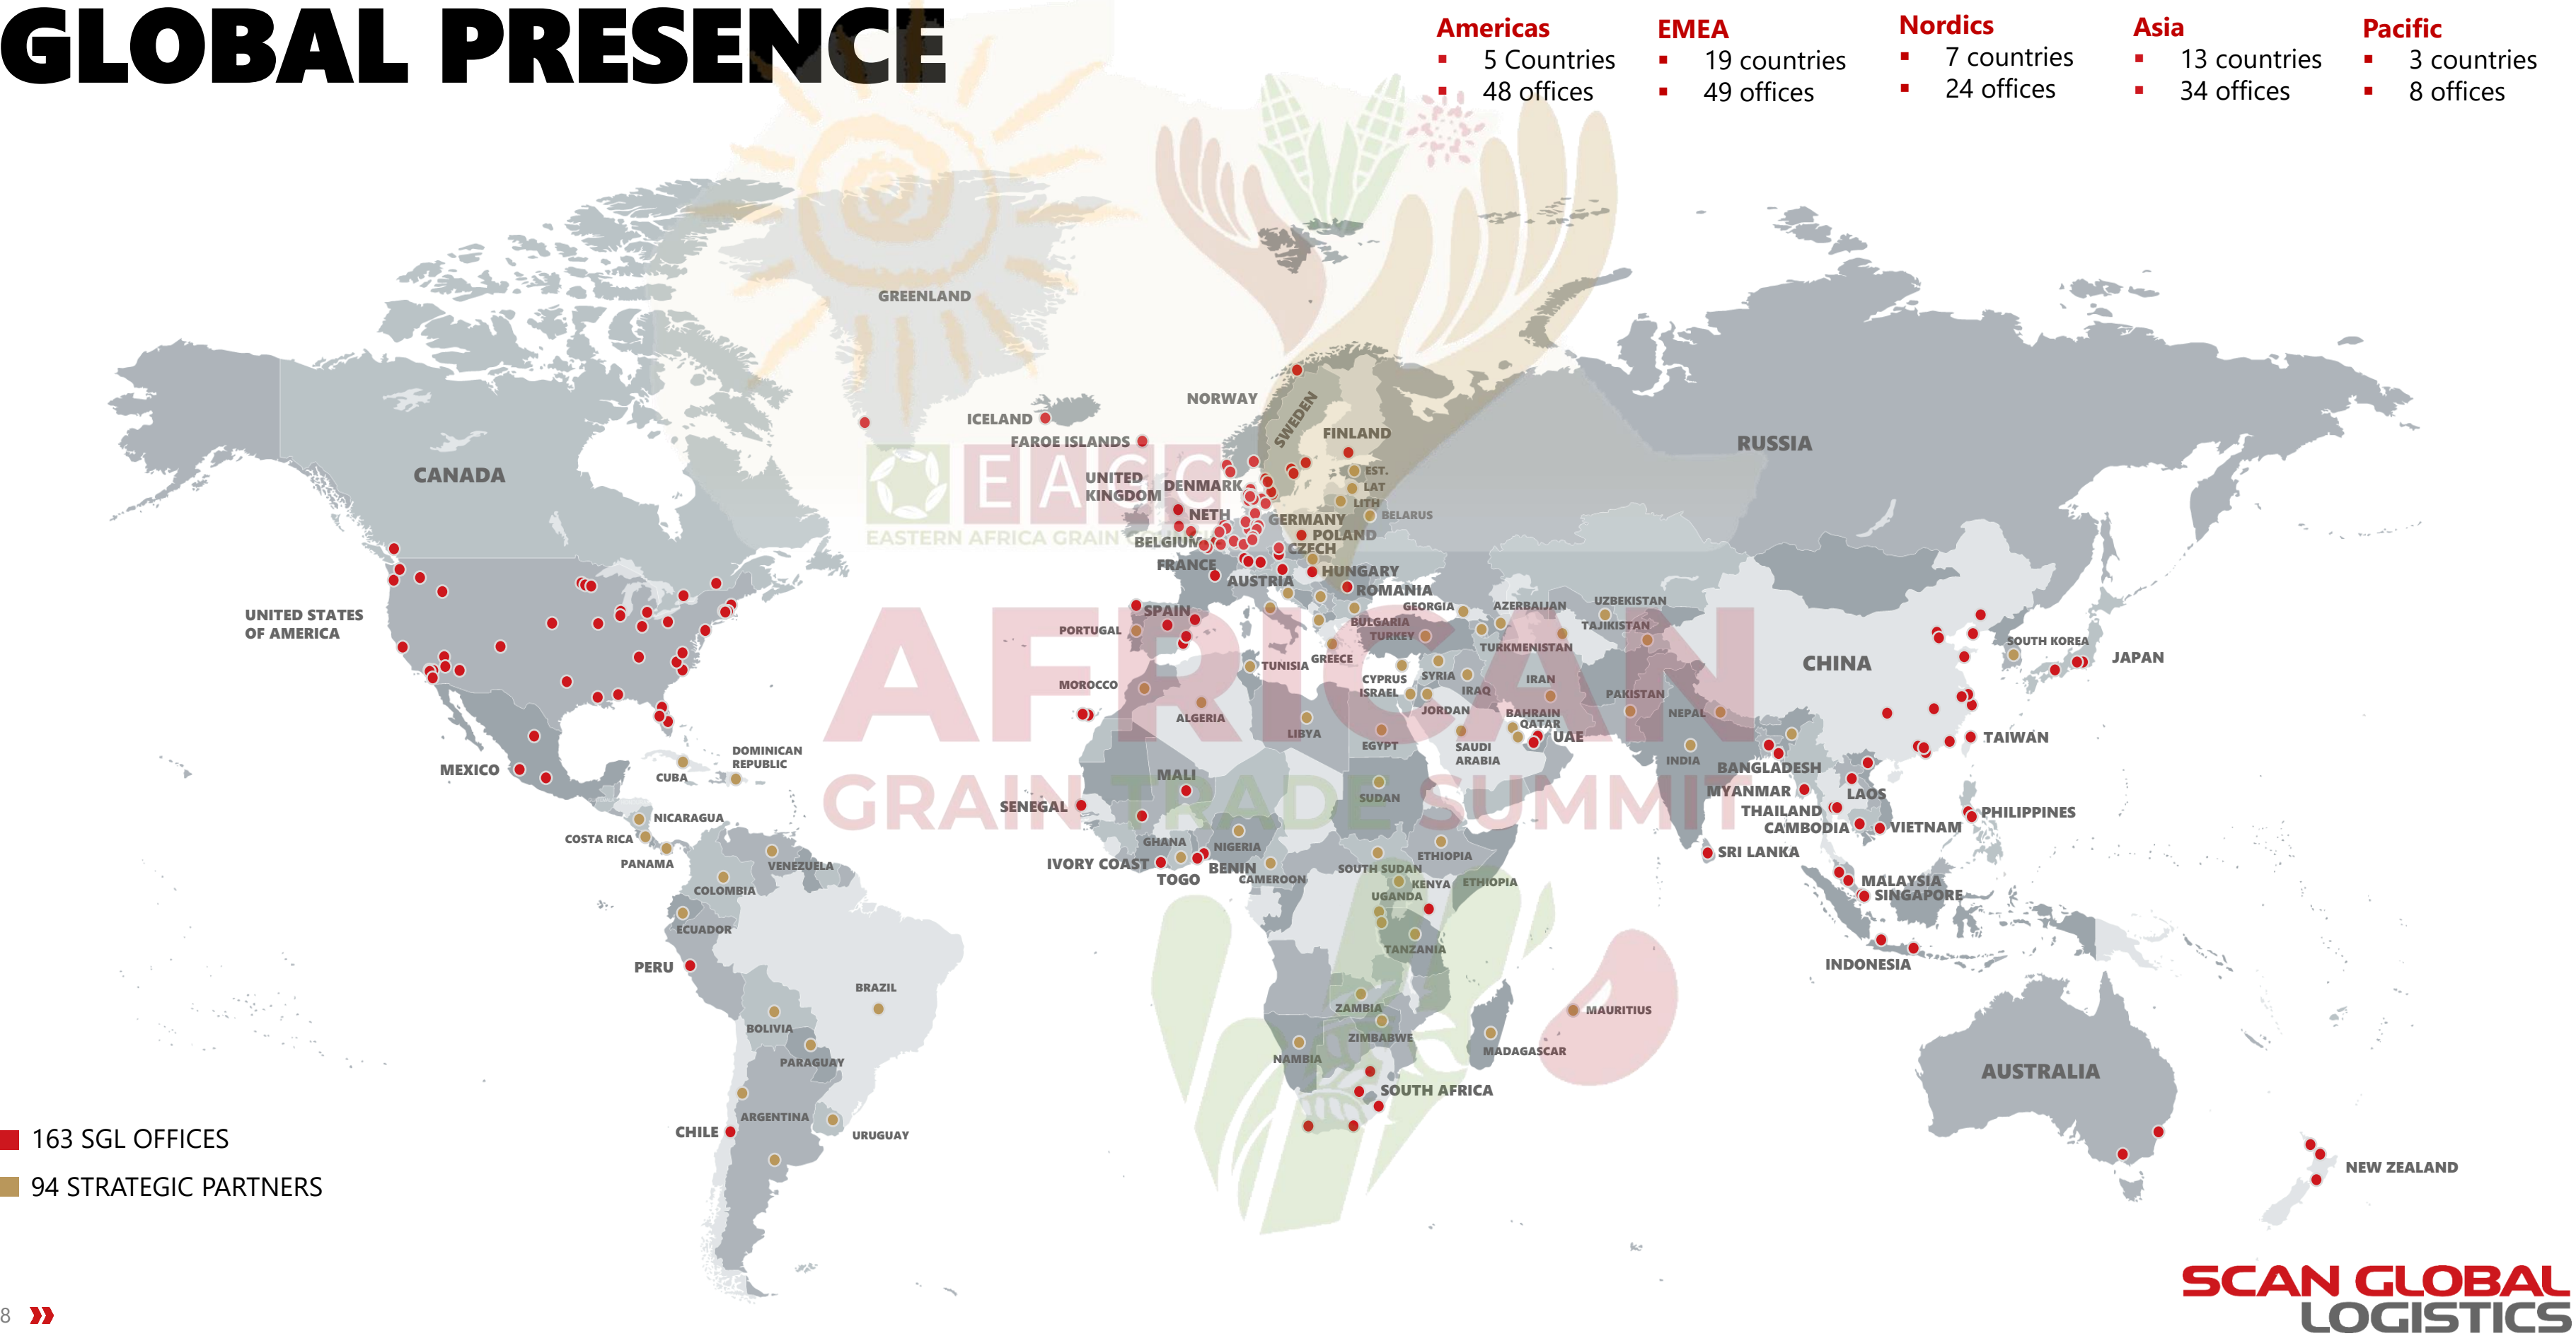 GLOBAL PRESENCE
Americas
▪ 5 Countries
▪ 48 offices
EMEA
▪ 19 countries
▪ 49 offices
Nordics
▪ 7 countries
▪ 24 offices
Asia
▪ 13 countries
▪ 34 offices
Pacific
▪ 3 countries
▪ 8 offices
GREENLAND
CANADA
UNITED STATES
OF AMERICA
MEXICO
CUBA
DOMINICAN
REPUBLIC
NICARAGUA
COSTA RICA
PANAMA
VENEZUELA
COLOMBIA
ECUADOR
PERU
BRAZIL
BOLIVIA
PARAGUAY
ARGENTINA
CHILE
URUGUAY
ICELAND
FAROE ISLANDS
NORWAY
SWEDEN
FINLAND
EST.
LAT
LITH
BELARUS
UNITED
KINGDOM
DENMARK
NETH
GERMANY
POLAND
BELGIUM
CZECH
FRANCE
HUNGARY
AUSTRIA
ROMANIA
SPAIN
PORTUGAL
BULGARIA
TURKEY
GREECE
GEORGIA
AZERBAIJAN
UZBEKISTAN
TAJIKISTAN
TURKMENISTAN
TUNISIA
MOROCCO
ALGERIA
LIBYA
EGYPT
CYPRUS
ISRAEL
SYRIA
IRAQ
JORDAN
IRAN
BAHRAIN
QATAR
UAE
SAUDI
ARABIA
PAKISTAN
NEPAL
INDIA
RUSSIA
CHINA
SOUTH KOREA
JAPAN
TAIWAN
BANGLADESH
MYANMAR
LAOS
THAILAND
CAMBODIA
VIETNAM
PHILIPPINES
SRI LANKA
MALAYSIA
SINGAPORE
INDONESIA
MALI
SENEGAL
SUDAN
GHANA
NIGERIA
IVORY COAST
TOGO
BENIN
CAMEROON
ETHIOPIA
SOUTH SUDAN
KENYA
ETHIOPIA
UGANDA
TANZANIA
ZAMBIA
ZIMBABWE
NAMBIA
MADAGASCAR
MAURITIUS
SOUTH AFRICA
AUSTRALIA
NEW ZEALAND
EAGC
EASTERN AFRICA GRAIN
AFRICAN
GRAIN TRADE SUMMIT
163 SGL OFFICES
94 STRATEGIC PARTNERS
8
SCAN GLOBAL
LOGISTICS